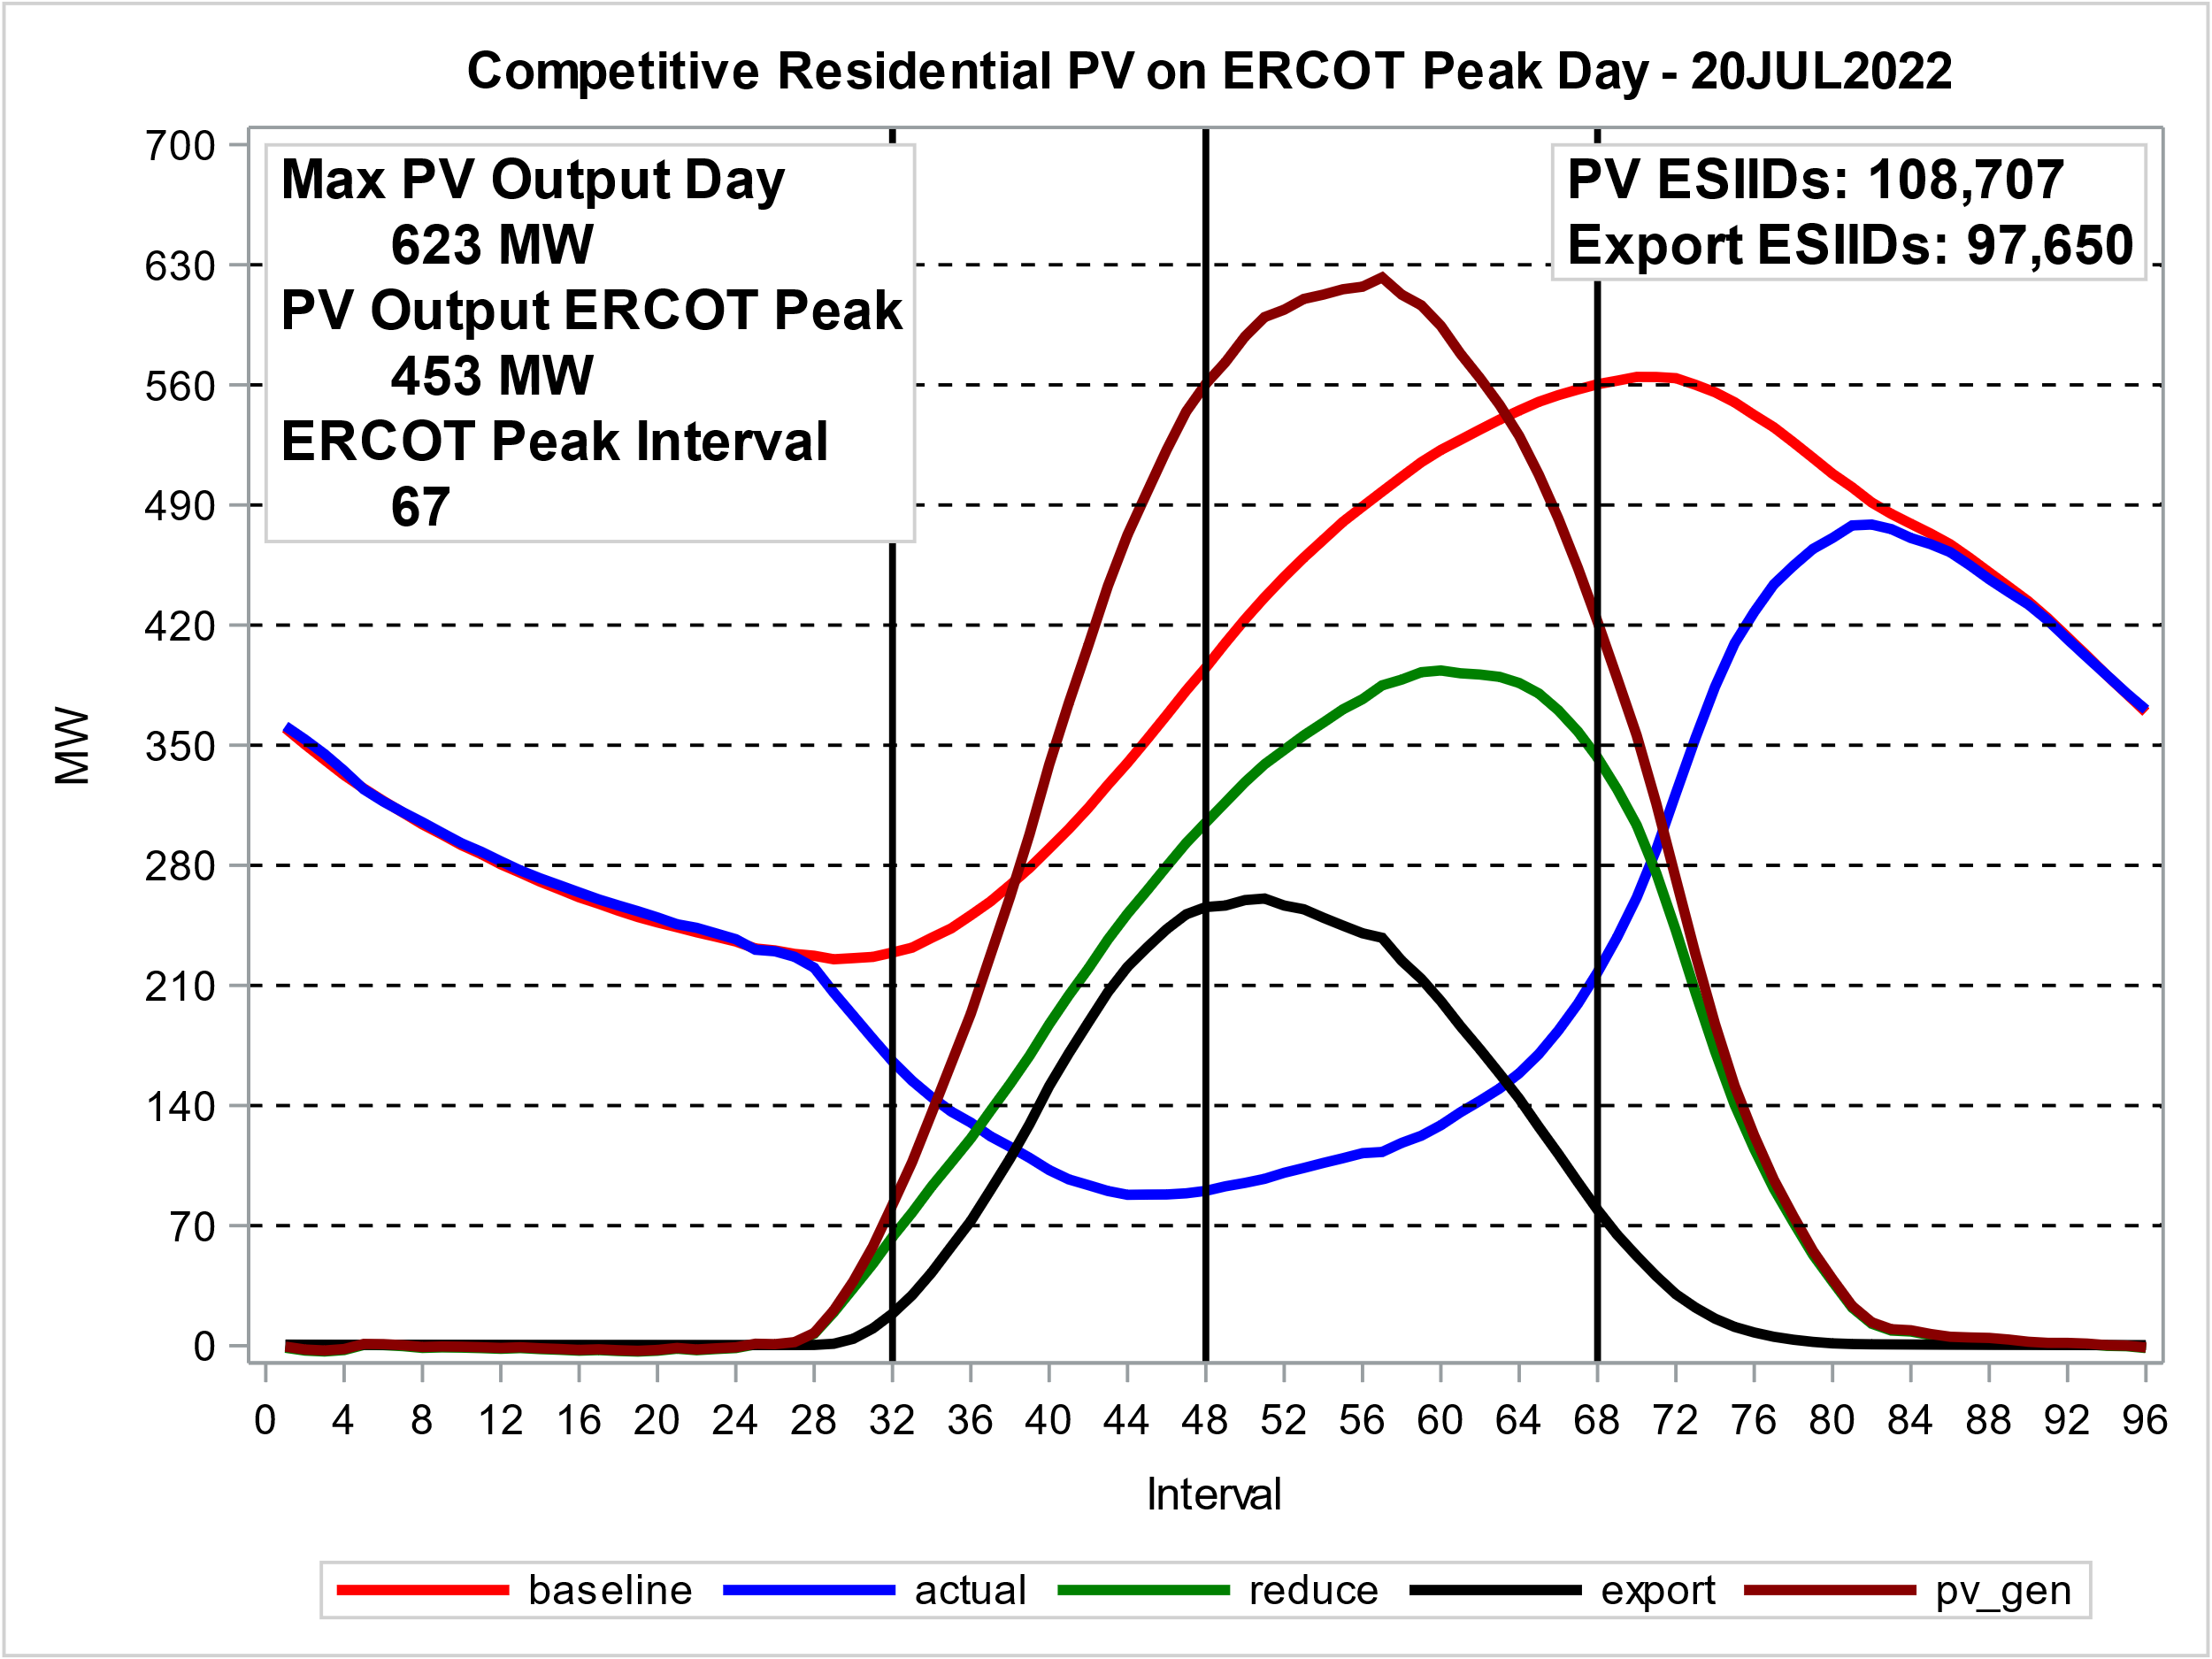 Competitive Residential PV on ERCOT Peak Day - 20JUL2022
Max PV Output Day
623 MW
PV Output ERCOT Peak
453 MW
ERCOT Peak Interval
67
PV ESIIDs: 108,707
Export ESIIDs: 97,650
700
630
560
490
420
350
280
210
140
70
0
MW
0 4 8 12 16 20 24 28 32 36 40 44 48 52 56 60 64 68 72 76 80 84 88 92 96
Interval
baseline actual reduce export pv_gen